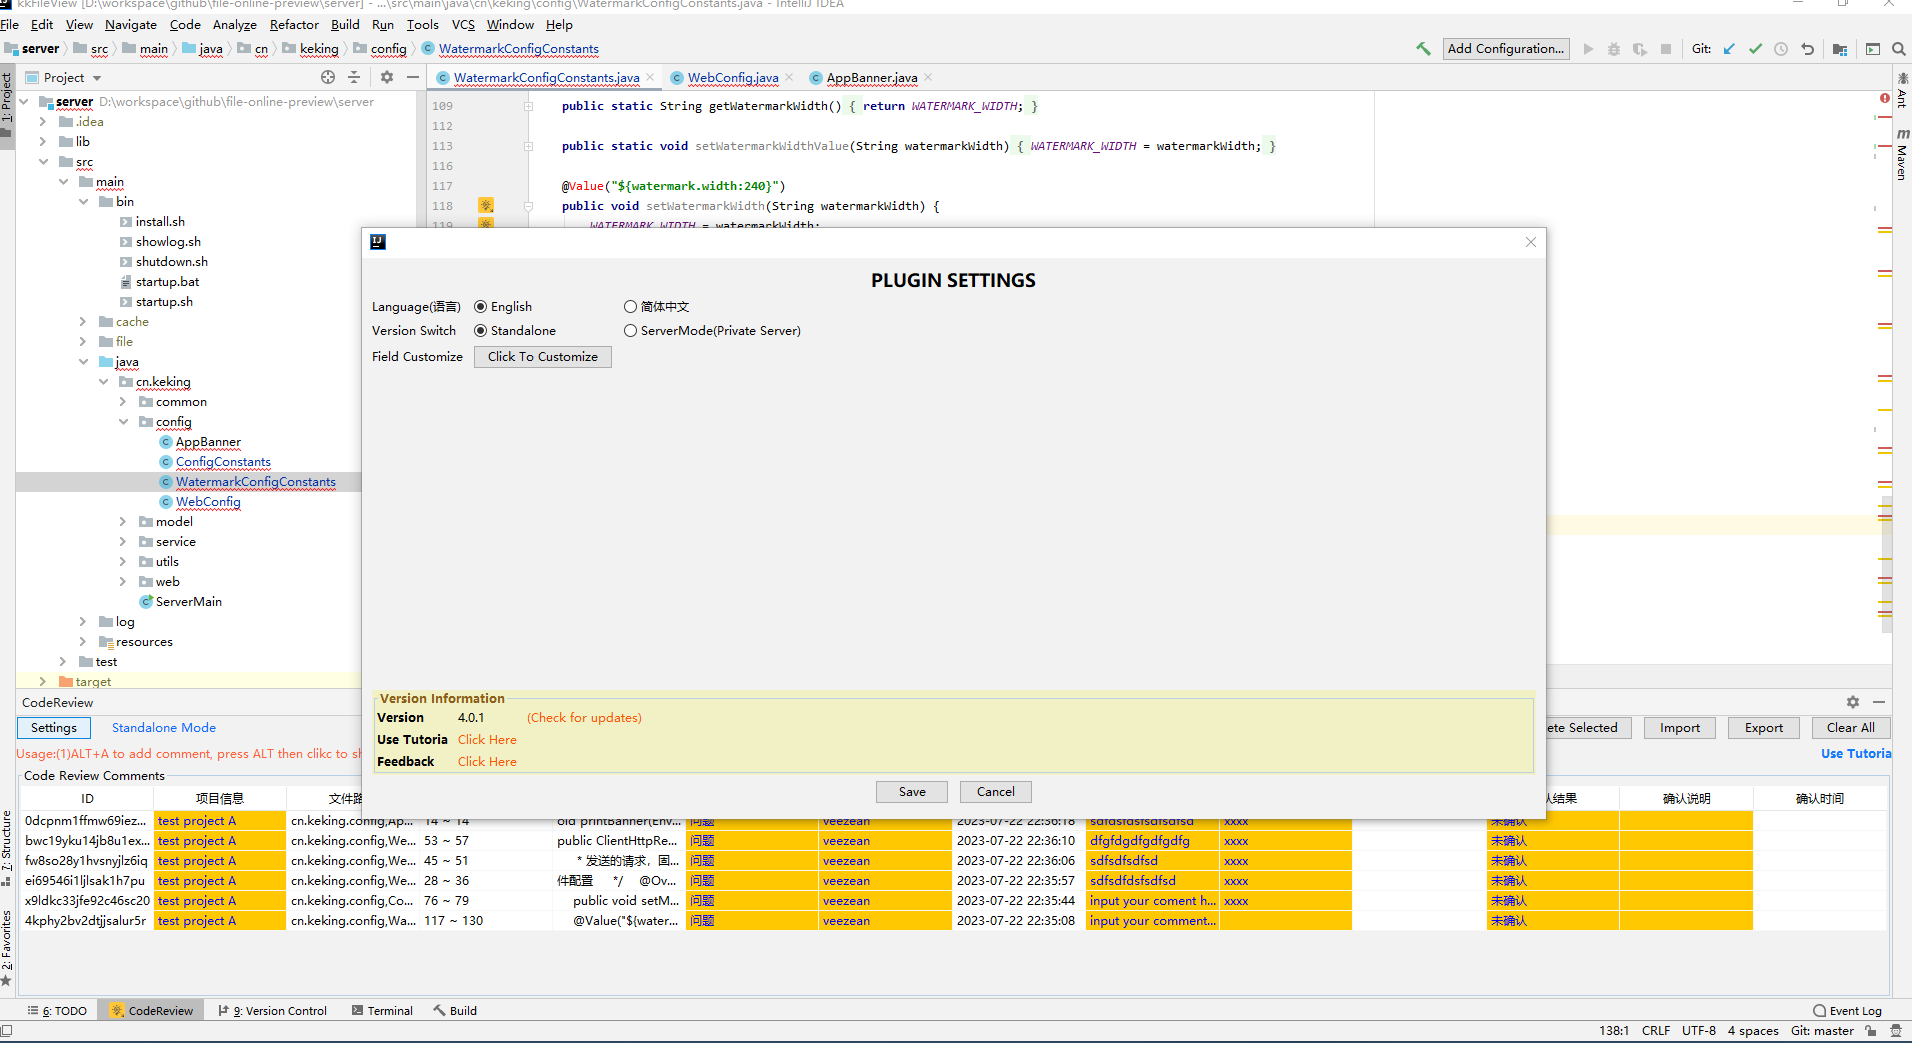 kkFileView [D:\workspace\github\file-online-preview\server] - ...\src\main\java\cn\keking\config\WatermarkConfigConstants.java - IntelliJ IDEA
File Edit View Navigate Code Analyze Refactor Build Run Tools VCS Window Help
server src main java cn keking config WatermarkConfigConstants Add Configuration... Git:
Project WatermarkConfigConstants.java WebConfig.java AppBanner.java
1: Project
server D:\workspace\github\file-online-preview\server
.idea
lib
src
main
bin
install.sh
showlog.sh
shutdown.sh
startup.bat
startup.sh
cache
file
java
cn.keking
common
config
AppBanner
ConfigConstants
WatermarkConfigConstants
WebConfig
model
service
utils
web
ServerMain
log
resources
test
target
109 public static String getWatermarkWidth() { return WATERMARK_WIDTH; }
112
113 public static void setWatermarkWidthValue(String watermarkWidth) { WATERMARK_WIDTH = watermarkWidth; }
116
117 @Value("${watermark.width:240}")
118 public void setWatermarkWidth(String watermarkWidth) {
119 WATERMARK_WIDTH = watermarkWidth;
Ant
Maven
PLUGIN SETTINGS
Language(语言) English 简体中文
Version Switch Standalone ServerMode(Private Server)
Field Customize Click To Customize
Version Information
Version 4.0.1 (Check for updates)
Use Tutoria Click Here
Feedback Click Here
Save Cancel
CodeReview
Settings Standalone Mode ete Selected Import Export Clear All
Usage:(1)ALT+A to add comment, press ALT then clikc to sh Use Tutoria
Code Review Comments
ID 项目信息 文件路 认结果 确认说明 确认时间
0dcpnm1ffmw69iez... test project A cn.keking.config,Ap... 14 ~ 14 old printBanner(Env... 问题 veezean 2023-07-22 22:36:18 sdfsdfsdfsdfsdfsd 未确认
bwc19yku14jb8u1ex... test project A cn.keking.config,We... 53 ~ 57 public ClientHttpRe... 问题 veezean 2023-07-22 22:36:10 dfgfdgdfgdfgdfg xxxx 未确认
fw8so28y1hvsnyjlz6iq test project A cn.keking.config,We... 45 ~ 51 * 发送的请求，固... 问题 veezean 2023-07-22 22:36:06 sdfsdfsdfsd xxxx 未确认
ei69546i1ljlsak1h7pu test project A cn.keking.config,We... 28 ~ 36 件配置 */ @Ov... 问题 veezean 2023-07-22 22:35:57 sdfsdfdsfsdfsd xxxx 未确认
x9ldkc33jfe92c46sc20 test project A cn.keking.config,Co... 76 ~ 79 public void setM... 问题 veezean 2023-07-22 22:35:44 input your coment h... xxxx 未确认
4kphy2bv2dtjjsalur5r test project A cn.keking.config,Wa... 117 ~ 130 @Value("${water... 问题 veezean 2023-07-22 22:35:08 input your comment... 未确认
7: Structure
2: Favorites
6: TODO CodeReview 9: Version Control Terminal Build Event Log
138:1 CRLF UTF-8 4 spaces Git: master